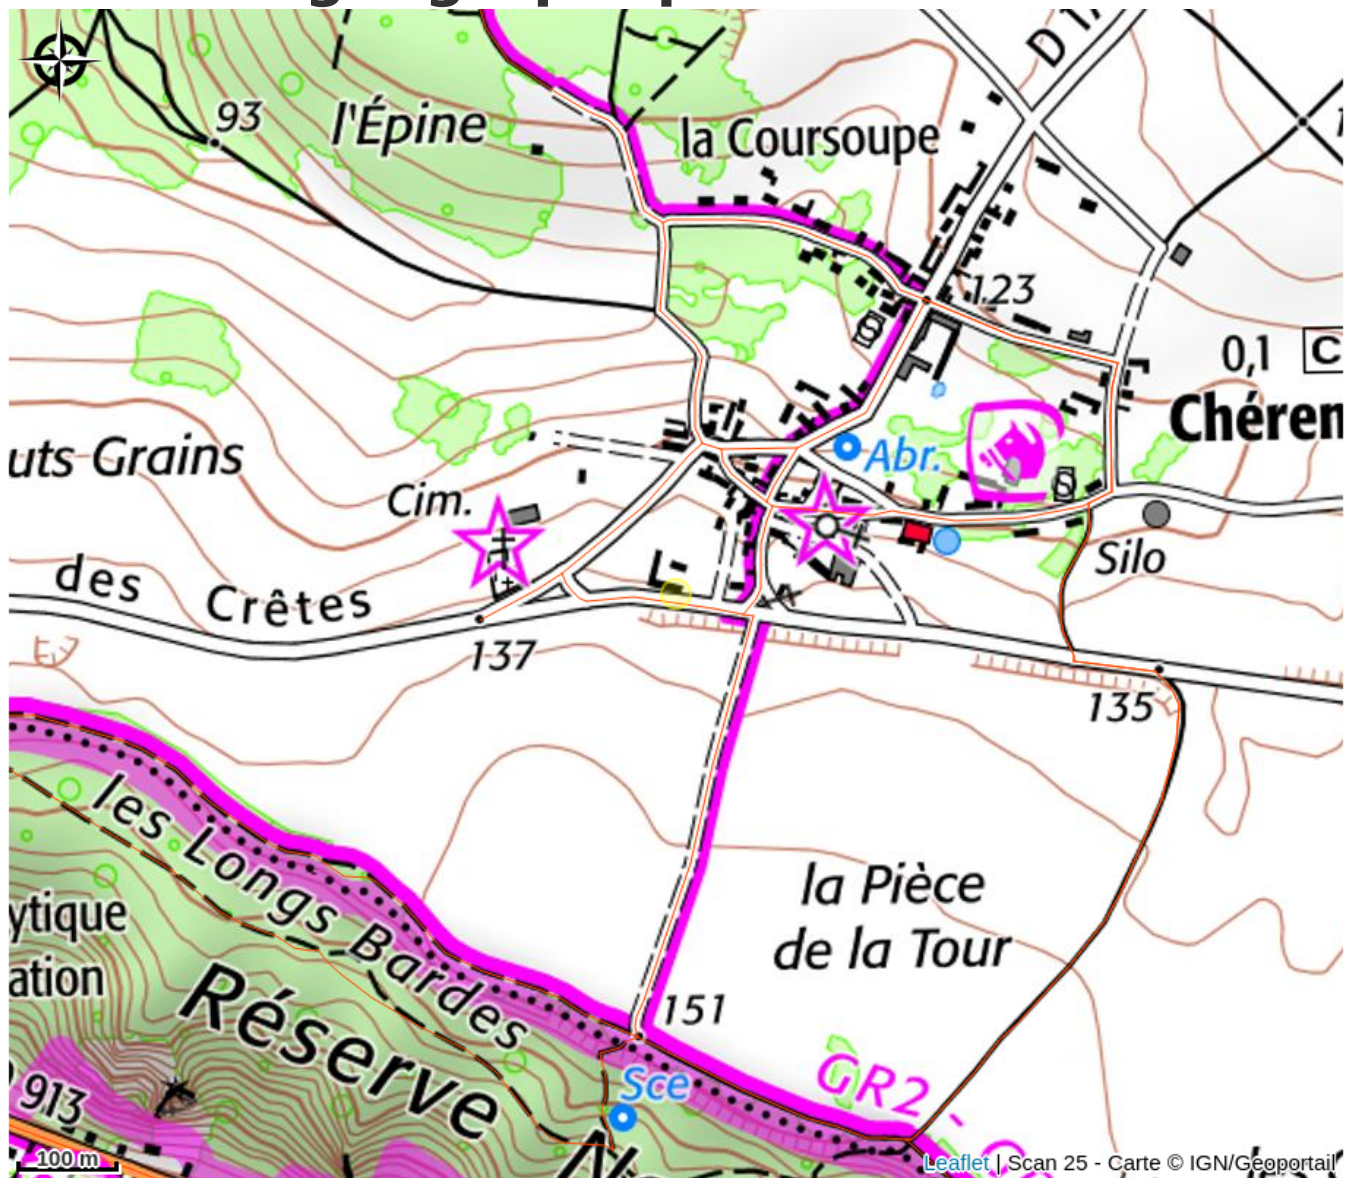 93
l'Épine
la Coursoupe
123
0,1
C
Chéren
Abr.
uts Grains
Cim.
Silo
des Crêtes
137
135
les Longs Bardes
la Pièce
de la Tour
ytique
ation
151
Réserve
Sce
GR2 -
913
100 m
Leaflet | Scan 25 - Carte © IGN/Géoportail